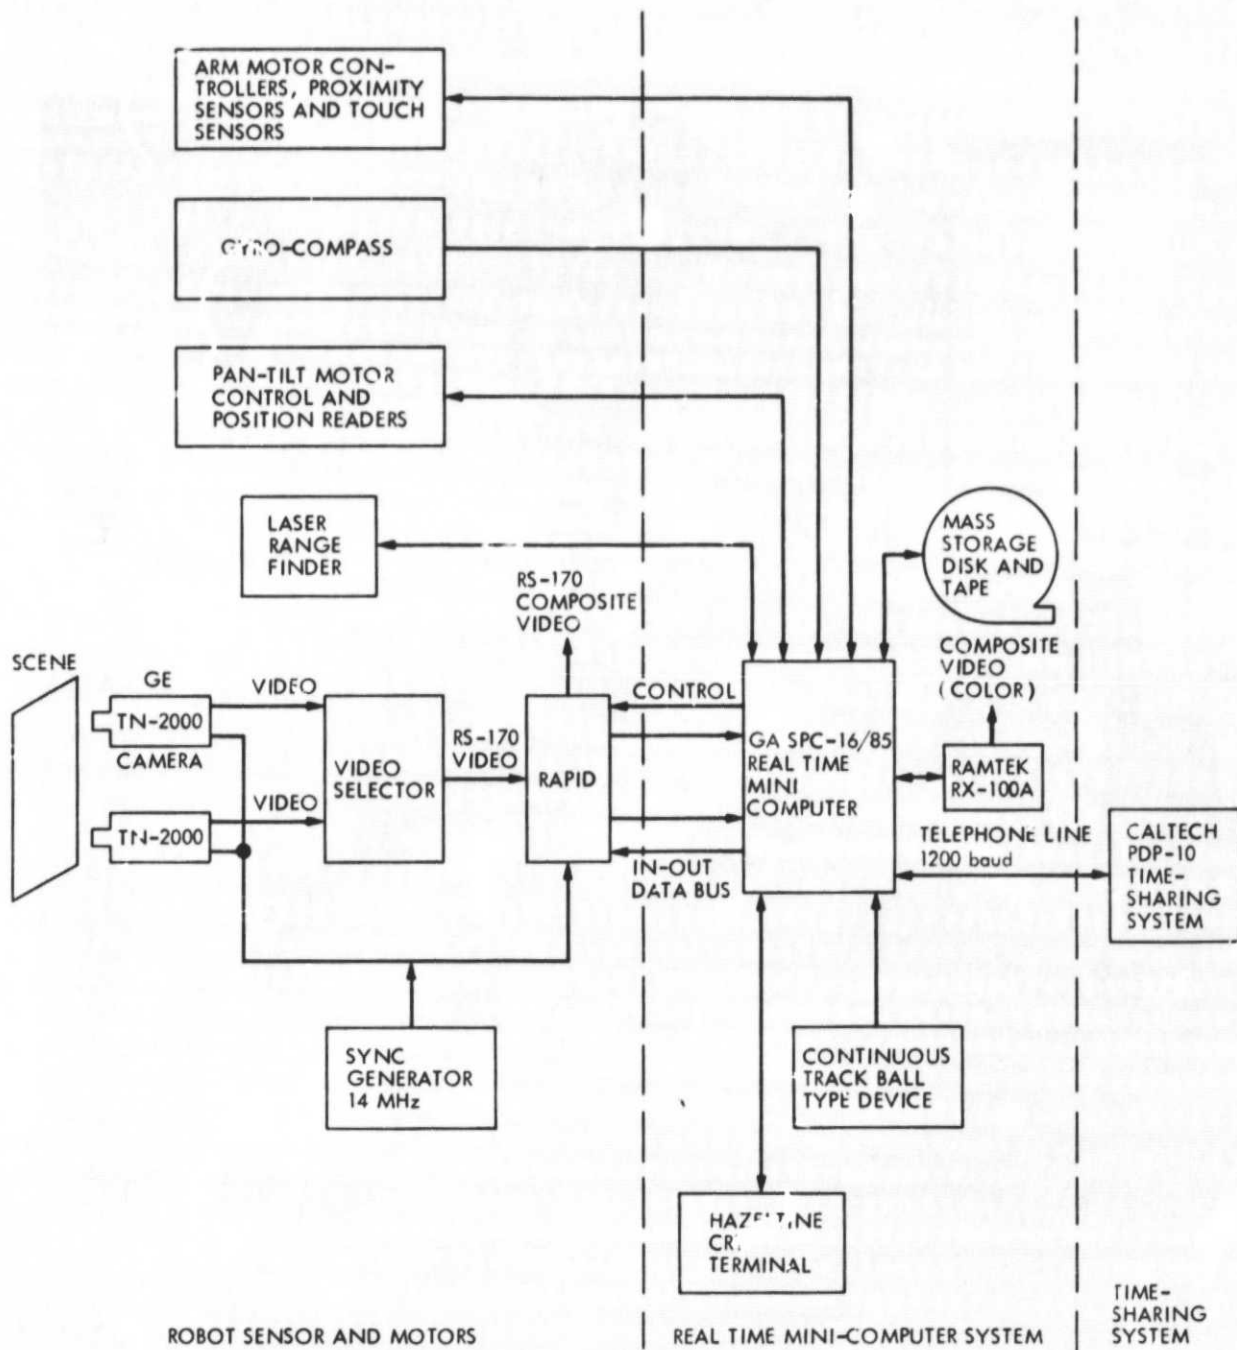 ARM MOTOR CON-
TROLLERS, PROXIMITY
SENSORS AND TOUCH
SENSORS
GYRO-COMPASS
PAN-TILT MOTOR
CONTROL AND
POSITION READERS
LASER
RANGE
FINDER
RS-170
COMPOSITE
VIDEO
MASS
STORAGE
DISK AND
TAPE
SCENE
GE
TN-2000
CAMERA
VIDEO
VIDEO
TN-2000
VIDEO
SELECTOR
RS-170
VIDEO
RAPID
CONTROL
IN-OUT
DATA BUS
GA SPC-16/85
REAL TIME
MINI
COMPUTER
COMPOSITE
VIDEO
(COLOR)
RAMTEK
RX-100A
TELEPHONE LINE
1200 baud
CALTECH
PDP-10
TIME-
SHARING
SYSTEM
SYNC
GENERATOR
14 MHz
CONTINUOUS
TRACK BALL
TYPE DEVICE
HAZELTINE
CRT
TERMINAL
ROBOT SENSOR AND MOTORS
REAL TIME MINI-COMPUTER SYSTEM
TIME-
SHARING
SYSTEM